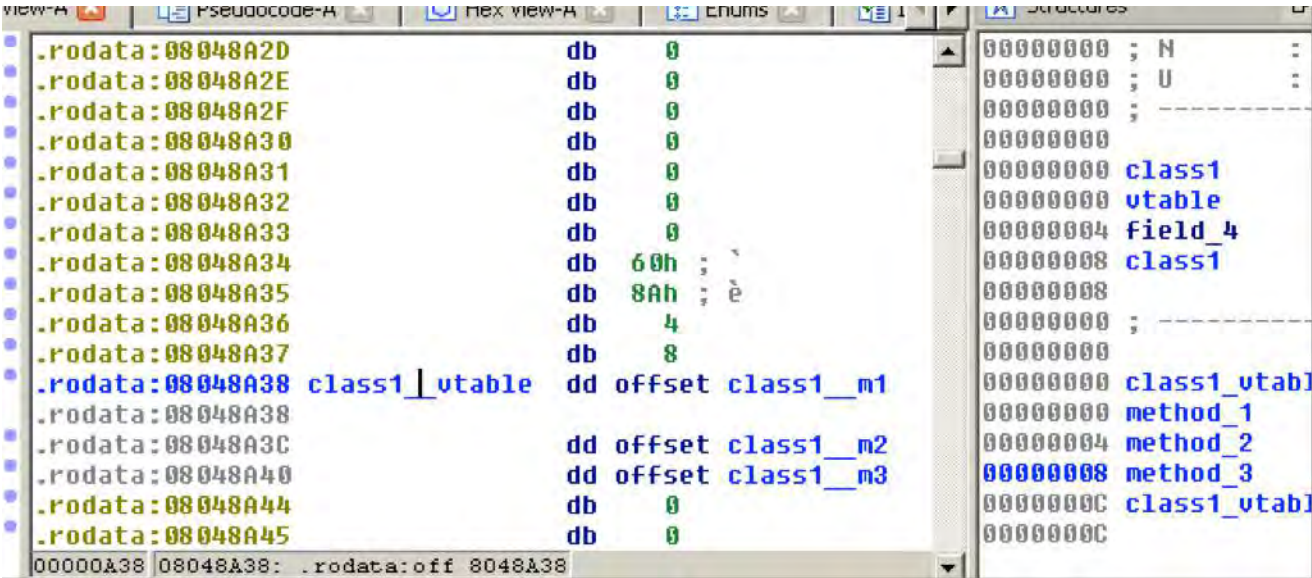 View-A Pseudocode-A Hex View-A Enums Structures
.rodata:08048A2D db 0
.rodata:08048A2E db 0
.rodata:08048A2F db 0
.rodata:08048A30 db 0
.rodata:08048A31 db 0
.rodata:08048A32 db 0
.rodata:08048A33 db 0
.rodata:08048A34 db 60h ; `
.rodata:08048A35 db 8Ah ; è
.rodata:08048A36 db 4
.rodata:08048A37 db 8
.rodata:08048A38 class1__vtable dd offset class1__m1
.rodata:08048A38
.rodata:08048A3C dd offset class1__m2
.rodata:08048A40 dd offset class1__m3
.rodata:08048A44 db 0
.rodata:08048A45 db 0
00000A38 08048A38: .rodata:off_8048A38
00000000 ; N :
00000000 ; U :
00000000 ; ------------
00000000
00000000 class1
00000000 vtable
00000004 field_4
00000008 class1
00000008
00000000 ; ------------
00000000
00000000 class1_vtabl
00000000 method_1
00000004 method_2
00000008 method_3
0000000C class1_vtabl
0000000C